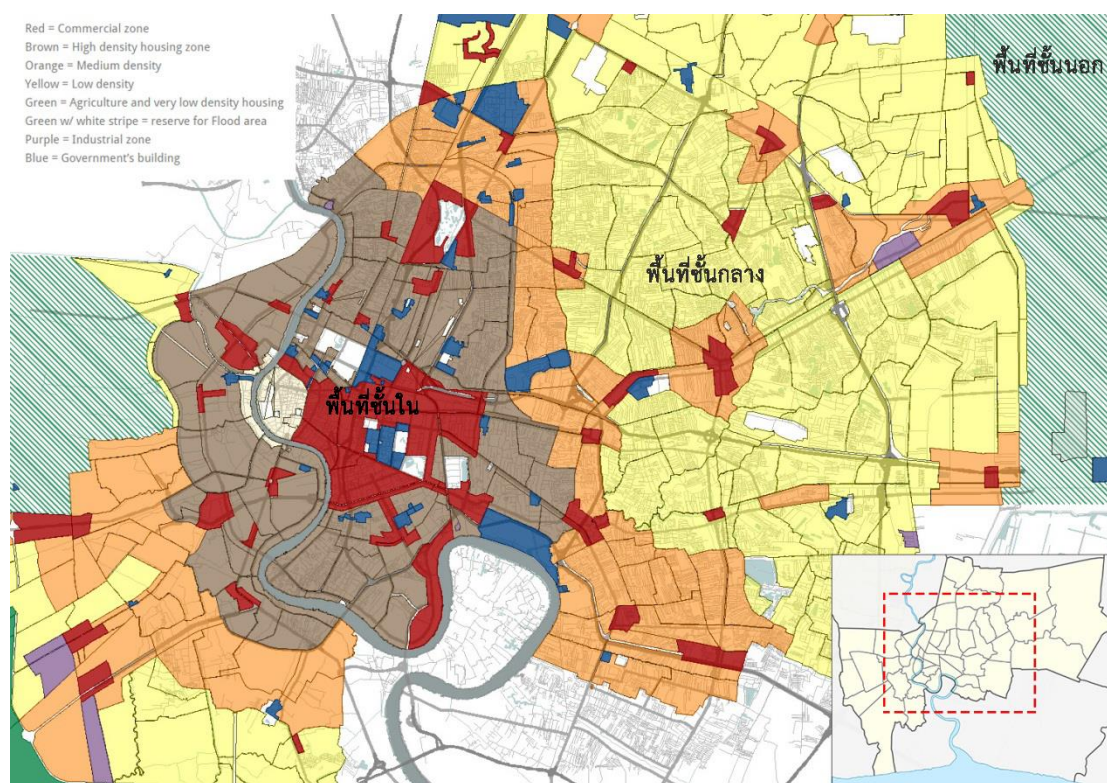 Red = Commercial zone
Brown = High density housing zone
Orange = Medium density
Yellow = Low density
Green = Agriculture and very low density housing
Green w/ white stripe = reserve for Flood area
Purple = Industrial zone
Blue = Government's building
พื้นที่ชั้นนอก
พื้นที่ชั้นกลาง
พื้นที่ชั้นใน